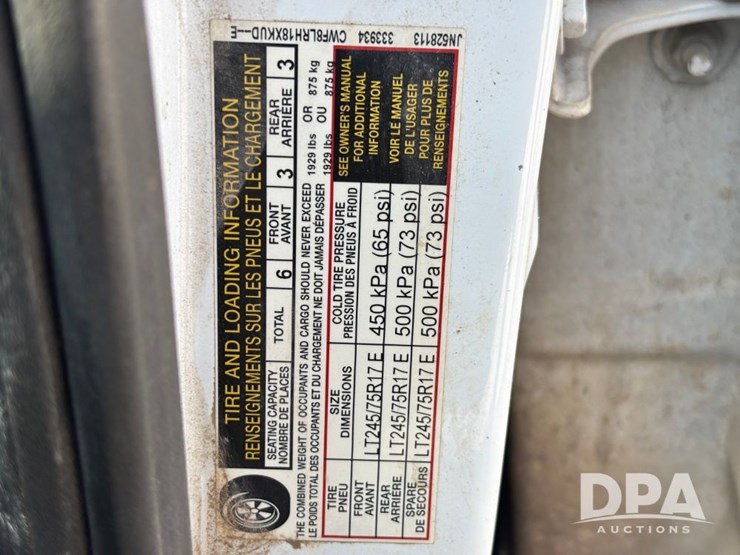 TIRE AND LOADING INFORMATION
RENSEIGNEMENTS SUR LES PNEUS ET LE CHARGEMENT
SEATING CAPACITY TOTAL 6 FRONT 3 REAR 3
NOMBRE DE PLACES AVANT ARRIÈRE
THE COMBINED WEIGHT OF OCCUPANTS AND CARGO SHOULD NEVER EXCEED 1929 lbs OR 875 kg
LE POIDS TOTAL DES OCCUPANTS ET DU CHARGEMENT NE DOIT JAMAIS DÉPASSER 1929 lbs OU 875 kg
TIRE SIZE COLD TIRE PRESSURE
PNEU DIMENSIONS PRESSION DES PNEUS À FROID
FRONT
AVANT LT245/75R17 E 450 kPa (65 psi)
REAR
ARRIÈRE LT245/75R17 E 500 kPa (73 psi)
SPARE
DE SECOURS LT245/75R17 E 500 kPa (73 psi)
SEE OWNER'S MANUAL
FOR ADDITIONAL
INFORMATION
VOIR LE MANUEL
DE L'USAGER
POUR PLUS DE
RENSEIGNEMENTS
CWF8LRH18XKUD---E 333934 JN528113
DPA
AUCTIONS